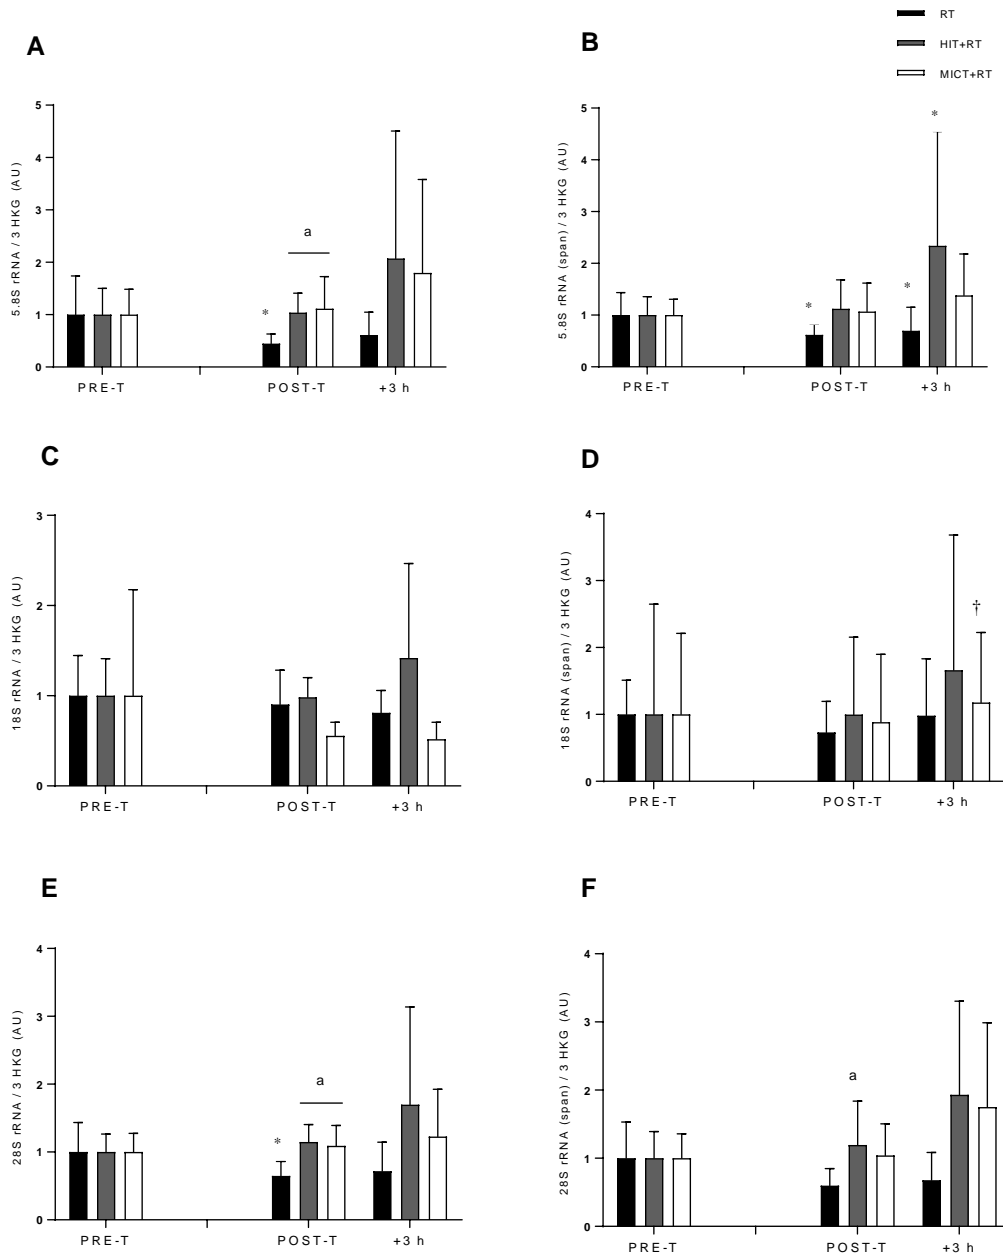 RT
HIT+RT
MICT+RT
A
5.8S rRNA / 3 HKG (AU)
5
4
3
2
1
0
a
*
PRE-T
POST-T
+3 h
B
5.8S rRNA (span) / 3 HKG (AU)
5
4
3
2
1
0
*
*
*
PRE-T
POST-T
+3 h
C
18S rRNA / 3 HKG (AU)
3
2
1
0
PRE-T
POST-T
+3 h
D
18S rRNA (span) / 3 HKG (AU)
4
3
2
1
0
†
PRE-T
POST-T
+3 h
E
28S rRNA / 3 HKG (AU)
4
3
2
1
0
a
*
PRE-T
POST-T
+3 h
F
28S rRNA (span) / 3 HKG (AU)
4
3
2
1
0
a
PRE-T
POST-T
+3 h